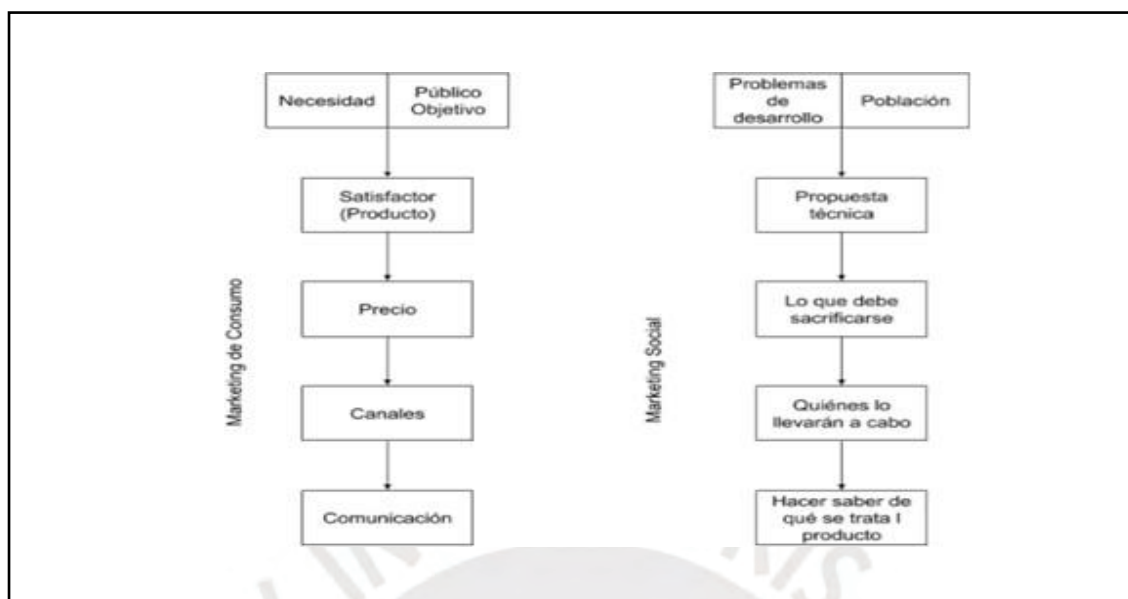 Necesidad
Público
Objetivo
Satisfactor
(Producto)
Precio
Canales
Comunicación
Marketing de Consumo
Problemas
de
desarrollo
Población
Propuesta
técnica
Lo que debe
sacrificarse
Quiénes lo
llevarán a cabo
Hacer saber de
qué se trata l
producto
Marketing Social